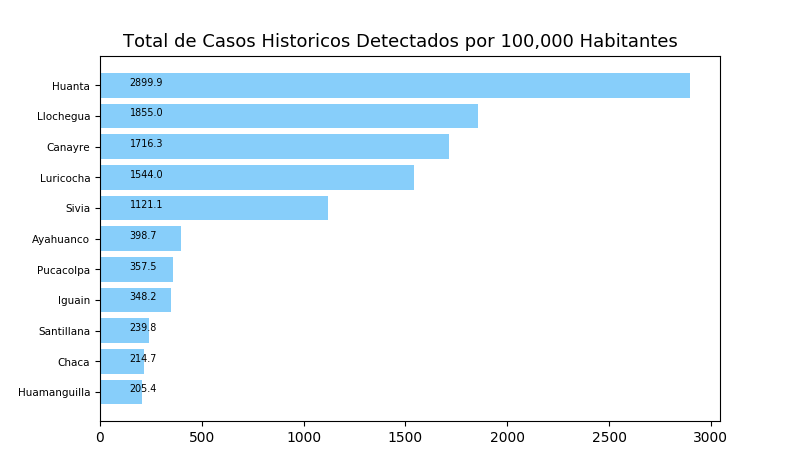 Total de Casos Historicos Detectados por 100,000 Habitantes
Huanta 2899.9
Llochegua 1855.0
Canayre 1716.3
Luricocha 1544.0
Sivia 1121.1
Ayahuanco 398.7
Pucacolpa 357.5
Iguain 348.2
Santillana 239.8
Chaca 214.7
Huamanguilla 205.4
0 500 1000 1500 2000 2500 3000